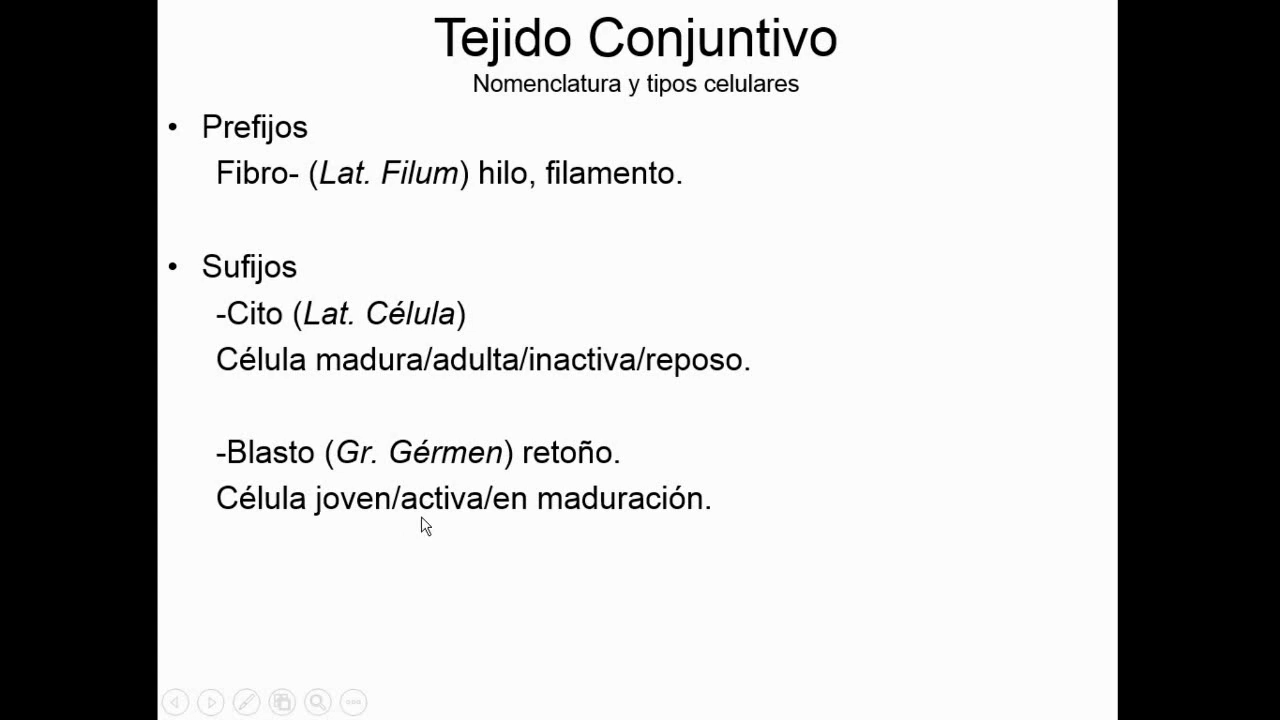 Tejido Conjuntivo
Nomenclatura y tipos celulares
• Prefijos
Fibro- (Lat. Filum) hilo, filamento.
• Sufijos
-Cito (Lat. Célula)
Célula madura/adulta/inactiva/reposo.
-Blasto (Gr. Gérmen) retoño.
Célula joven/activa/en maduración.